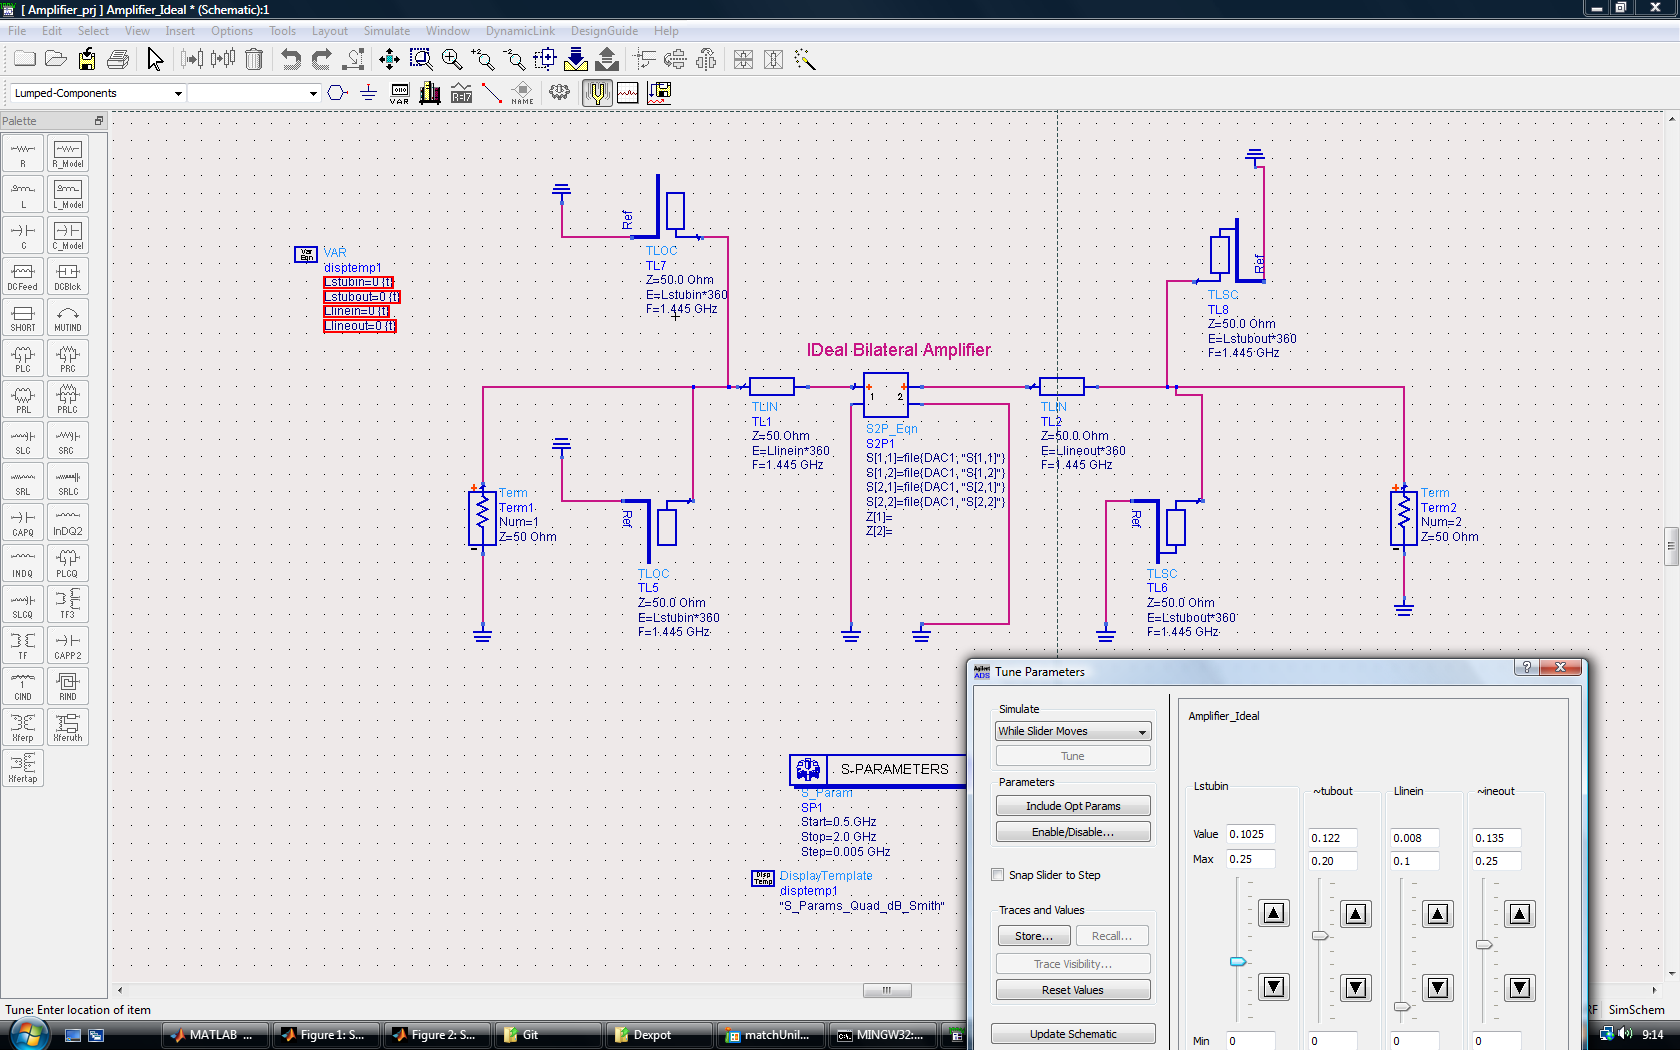 [ Amplifier_prj ] Amplifier_Ideal * (Schematic):1
File Edit Select View Insert Options Tools Layout Simulate Window DynamicLink DesignGuide Help
Lumped-Components
VAR
NAME
Palette
R R_Model
L L_Model
C C_Model
DCFeed DCBlck
SHORT MUTIND
PLC PRC
PRL PRLC
SLC SRC
SRL SRLC
CAPQ InDQ2
INDQ PLCQ
SLCQ TF3
TF CAPP2
CIND RIND
Xferp Xferuth
Xfertap
Var Eqn
VAR
disptemp1
Lstubin=0 {t}
Lstubout=0 {t}
Llinein=0 {t}
Llineout=0 {t}
Ref
TLOC
TL7
Z=50.0 Ohm
E=Lstubin*360
F=1.445 GHz
Ref
TLSC
TL8
Z=50.0 Ohm
E=Lstubout*360
F=1.445 GHz
IDeal Bilateral Amplifier
TLIN
TL1
Z=50 Ohm
E=Llinein*360
F=1.445 GHz
1 2
S2P_Eqn
S2P1
S[1,1]=file{DAC1, "S[1,1]"}
S[1,2]=file{DAC1, "S[1,2]"}
S[2,1]=file{DAC1, "S[2,1]"}
S[2,2]=file{DAC1, "S[2,2]"}
Z[1]=
Z[2]=
TLIN
TL2
Z=50.0 Ohm
E=Llineout*360
F=1.445 GHz
Term
Term1
Num=1
Z=50 Ohm
Ref
TLOC
TL5
Z=50.0 Ohm
E=Lstubin*360
F=1.445 GHz
Ref
TLSC
TL6
Z=50.0 Ohm
E=Lstubout*360
F=1.445 GHz
Term
Term2
Num=2
Z=50 Ohm
S-PARAMETERS
S_Param
SP1
Start=0.5 GHz
Stop=2.0 GHz
Step=0.005 GHz
Disp Temp
DisplayTemplate
disptemp1
"S_Params_Quad_dB_Smith"
Agilent ADS
Tune Parameters
Simulate
While Slider Moves
Tune
Parameters
Include Opt Params
Enable/Disable...
Snap Slider to Step
Traces and Values
Store... Recall...
Trace Visibility...
Reset Values
Update Schematic
Amplifier_Ideal
Lstubin ~tubout Llinein ~ineout
Value 0.1025 0.122 0.008 0.135
Max 0.25 0.20 0.1 0.25
Min 0 0 0 0
Tune: Enter location of item
RF SimSchem
MATLAB ...
Figure 1: S...
Figure 2: S...
Git
Dexpot
matchUnil...
MINGW32:...
9:14